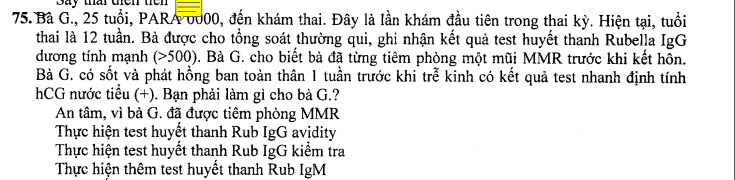 75. Bà G., 25 tuổi, PARA 0000, đến khám thai. Đây là lần khám đầu tiên trong thai kỳ. Hiện tại, tuổi
thai là 12 tuần. Bà được cho tổng soát thường qui, ghi nhận kết quả test huyết thanh Rubella IgG
dương tính mạnh (>500). Bà G. cho biết bà đã từng tiêm phòng một mũi MMR trước khi kết hôn.
Bà G. có sốt và phát hồng ban toàn thân 1 tuần trước khi trễ kinh có kết quả test nhanh định tính
hCG nước tiểu (+). Bạn phải làm gì cho bà G.?
An tâm, vì bà G. đã được tiêm phòng MMR
Thực hiện test huyết thanh Rub IgG avidity
Thực hiện test huyết thanh Rub IgG kiểm tra
Thực hiện thêm test huyết thanh Rub IgM